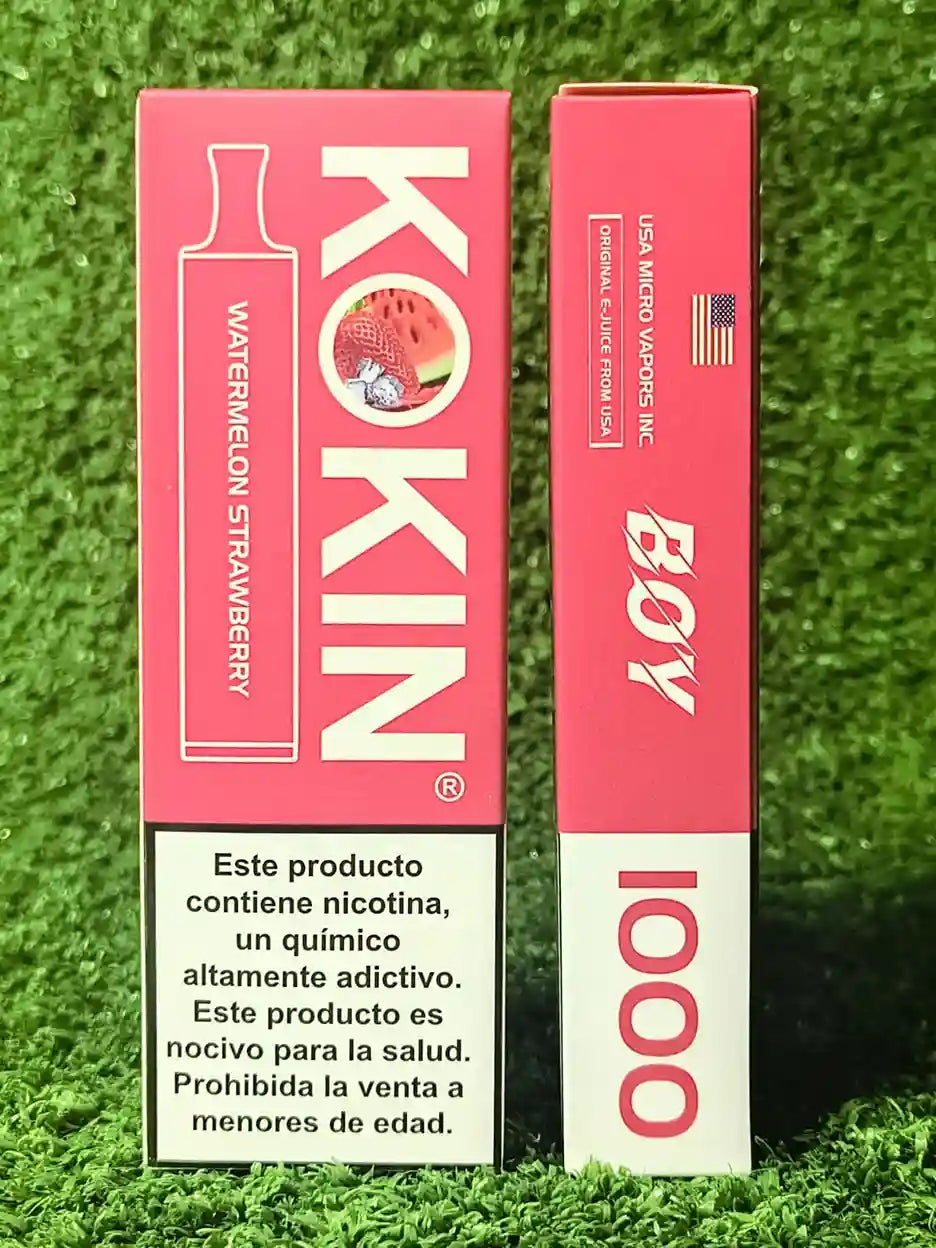 KOKIN®
WATERMELON STRAWBERRY
Este producto
contiene nicotina,
un químico
altamente adictivo.
Este producto es
nocivo para la salud.
Prohibida la venta a
menores de edad.
USA MICRO VAPORS INC.
ORIGINAL E-JUICE FROM USA
BOY
1000